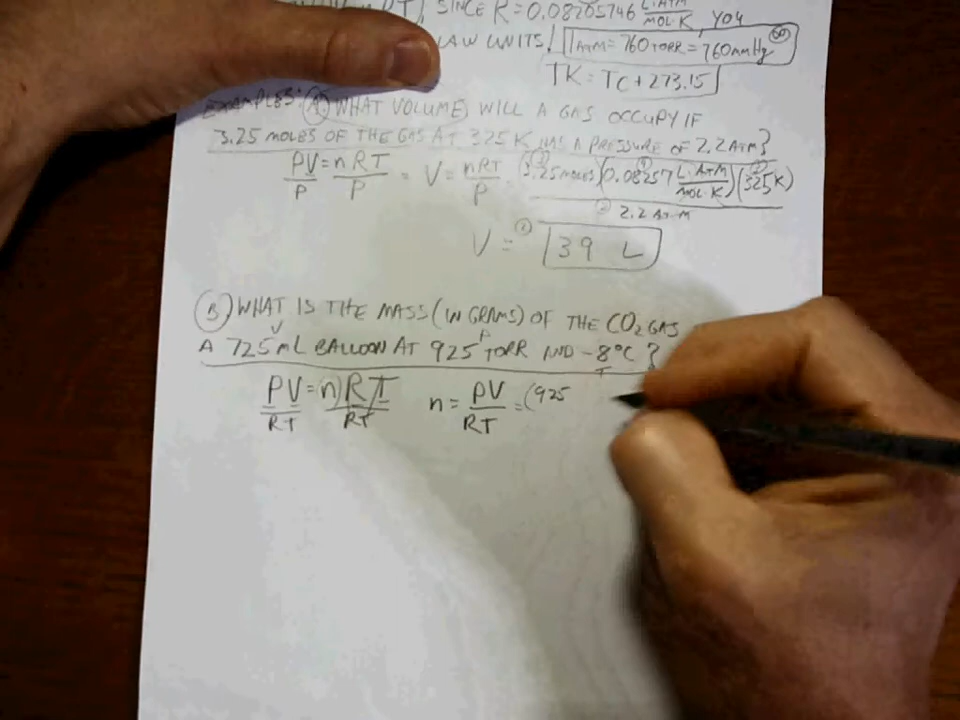 SINCE R = 0.08205746 L·ATM / MOL·K, YOU
LAW UNITS! 1 ATM = 760 TORR = 760 mmHg
TK = TC + 273.15
EXAMPLES: A) WHAT VOLUME WILL A GAS OCCUPY IF
3.25 MOLES OF THE GAS AT 325 K HAS A PRESSURE OF 2.2 ATM?
PV/P = nRT/P = V = nRT/P = (3.25 moles)(0.08257 L·ATM/MOL·K)(325K) / 2.2 ATM
V = 39 L
B) WHAT IS THE MASS (IN GRAMS) OF THE CO2 GAS
V P
A 725 mL BALLOON AT 925 TORR AND -8°C?
T
PV/RT = nRT/RT n = PV/RT = (925